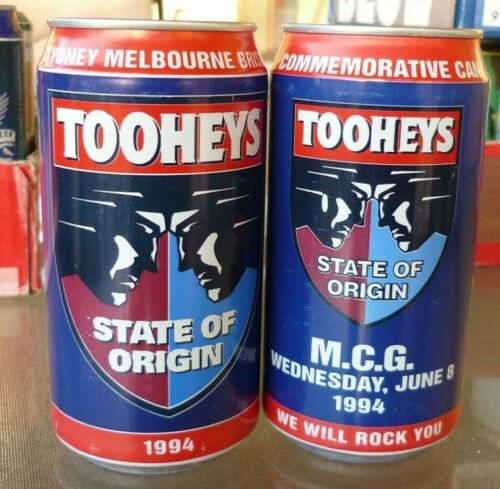 SYDNEY MELBOURNE BRIS
TOOHEYS
STATE OF
ORIGIN
1994
COMMEMORATIVE CAN
TOOHEYS
STATE OF
ORIGIN
M.C.G.
WEDNESDAY, JUNE 8
1994
WE WILL ROCK YOU